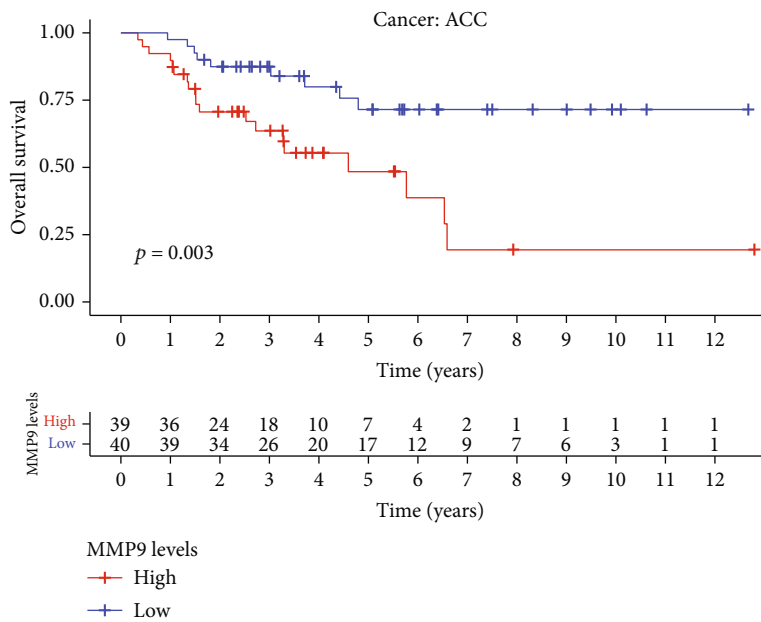 Cancer: ACC
1.00
0.75
0.50
0.25
0.00
Overall survival
p = 0.003
0 1 2 3 4 5 6 7 8 9 10 11 12
Time (years)
MMP9 levels
High 39 36 24 18 10 7 4 2 1 1 1 1 1
Low 40 39 34 26 20 17 12 9 7 6 3 1 1
0 1 2 3 4 5 6 7 8 9 10 11 12
Time (years)
MMP9 levels
High
Low